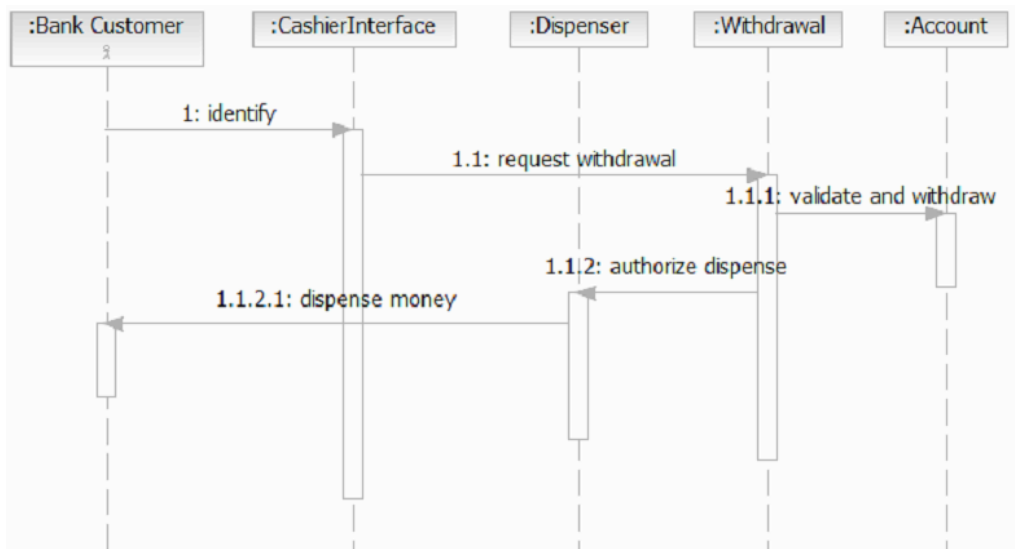 :Bank Customer
:CashierInterface
:Dispenser
:Withdrawal
:Account
1: identify
1.1: request withdrawal
1.1.1: validate and withdraw
1.1.2: authorize dispense
1.1.2.1: dispense money